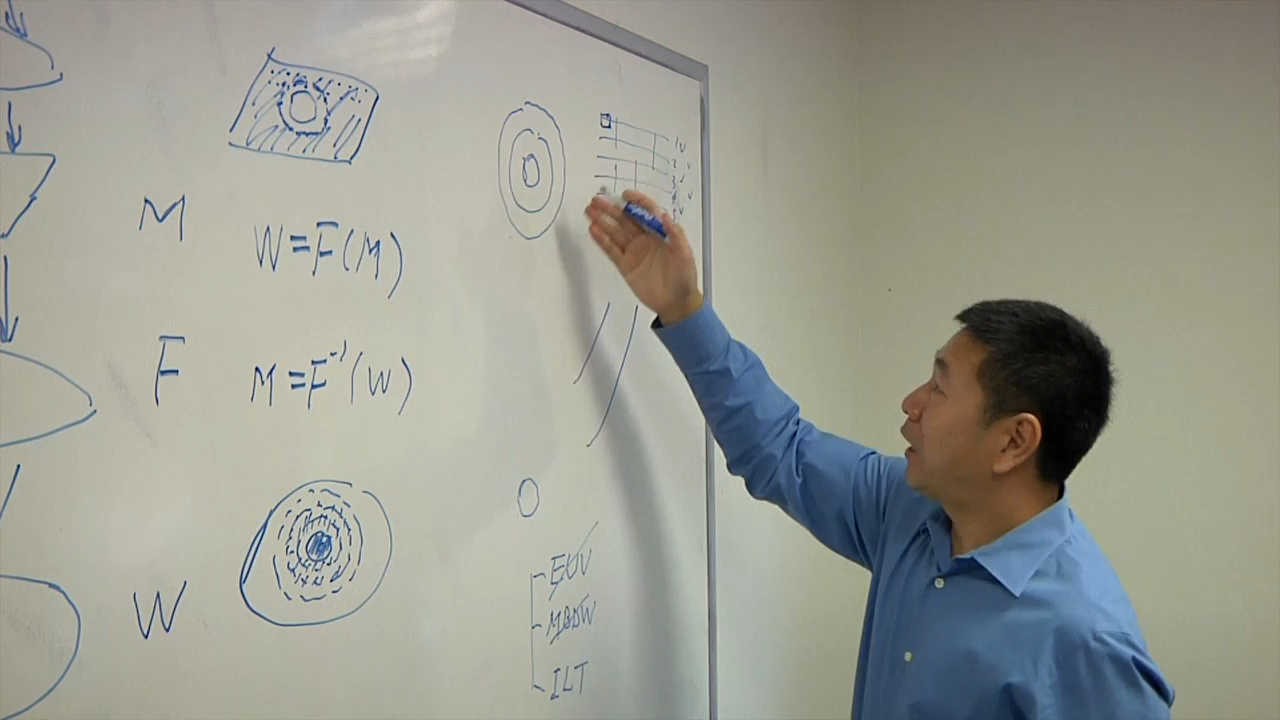 M
W=F(M)
F
M=F⁻¹(W)
W
EUV
MBDW
ILT